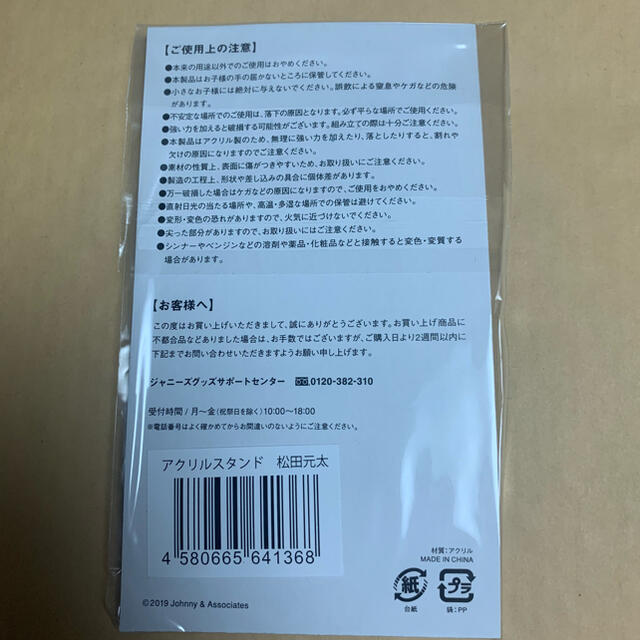 【ご使用上の注意】
●本来の用途以外でのご使用はおやめください。
●本製品はお子様の手の届かないところに保管してください。
●小さなお子様には絶対に与えないでください。誤飲による窒息やケガなどの危険
があります。
●不安定な場所でのご使用は、落下の原因となります。必ず平らな場所でご使用ください。
●強い力を加えると破損する可能性がございます。組み立ての際は十分ご注意ください。
●本製品はアクリル製のため、無理に強い力を加えたり、落としたりすると、割れや
欠けの原因になりますのでご注意ください。
●素材の性質上、表面に傷がつきやすいため、お取り扱いにご注意ください。
●製造の工程上、形状や差し込みの具合に個体差があります。
●万一破損した場合はケガなどの原因になりますので、ご使用をおやめください。
●直射日光の当たる場所や、高温・多湿な場所での保管は避けてください。
●変形・変色の恐れがありますので、火気に近づけないでください。
●尖った部分がありますので、お取り扱いにはご注意ください。
●シンナーやベンジンなどの溶剤や薬品・化粧品などと接触すると変色・変質する
場合があります。
【お客様へ】
この度はお買い上げいただきまして、誠にありがとうございます。お買い上げ商品に
不都合品などありました場合は、お手数ではございますが、ご購入日より2週間以内に
下記までお問い合わせいただきますようお願い申し上げます。
ジャニーズグッズサポートセンター 0120-382-310
受付時間/月〜金(祝祭日を除く)10:00〜18:00
※電話番号はよく確かめてからお間違いのないようにご注意ください。
アクリルスタンド 松田元太
4 580665 641368
材質:アクリル
MADE IN CHINA
紙
プラ
台紙
袋:PP
©2019 Johnny & Associates